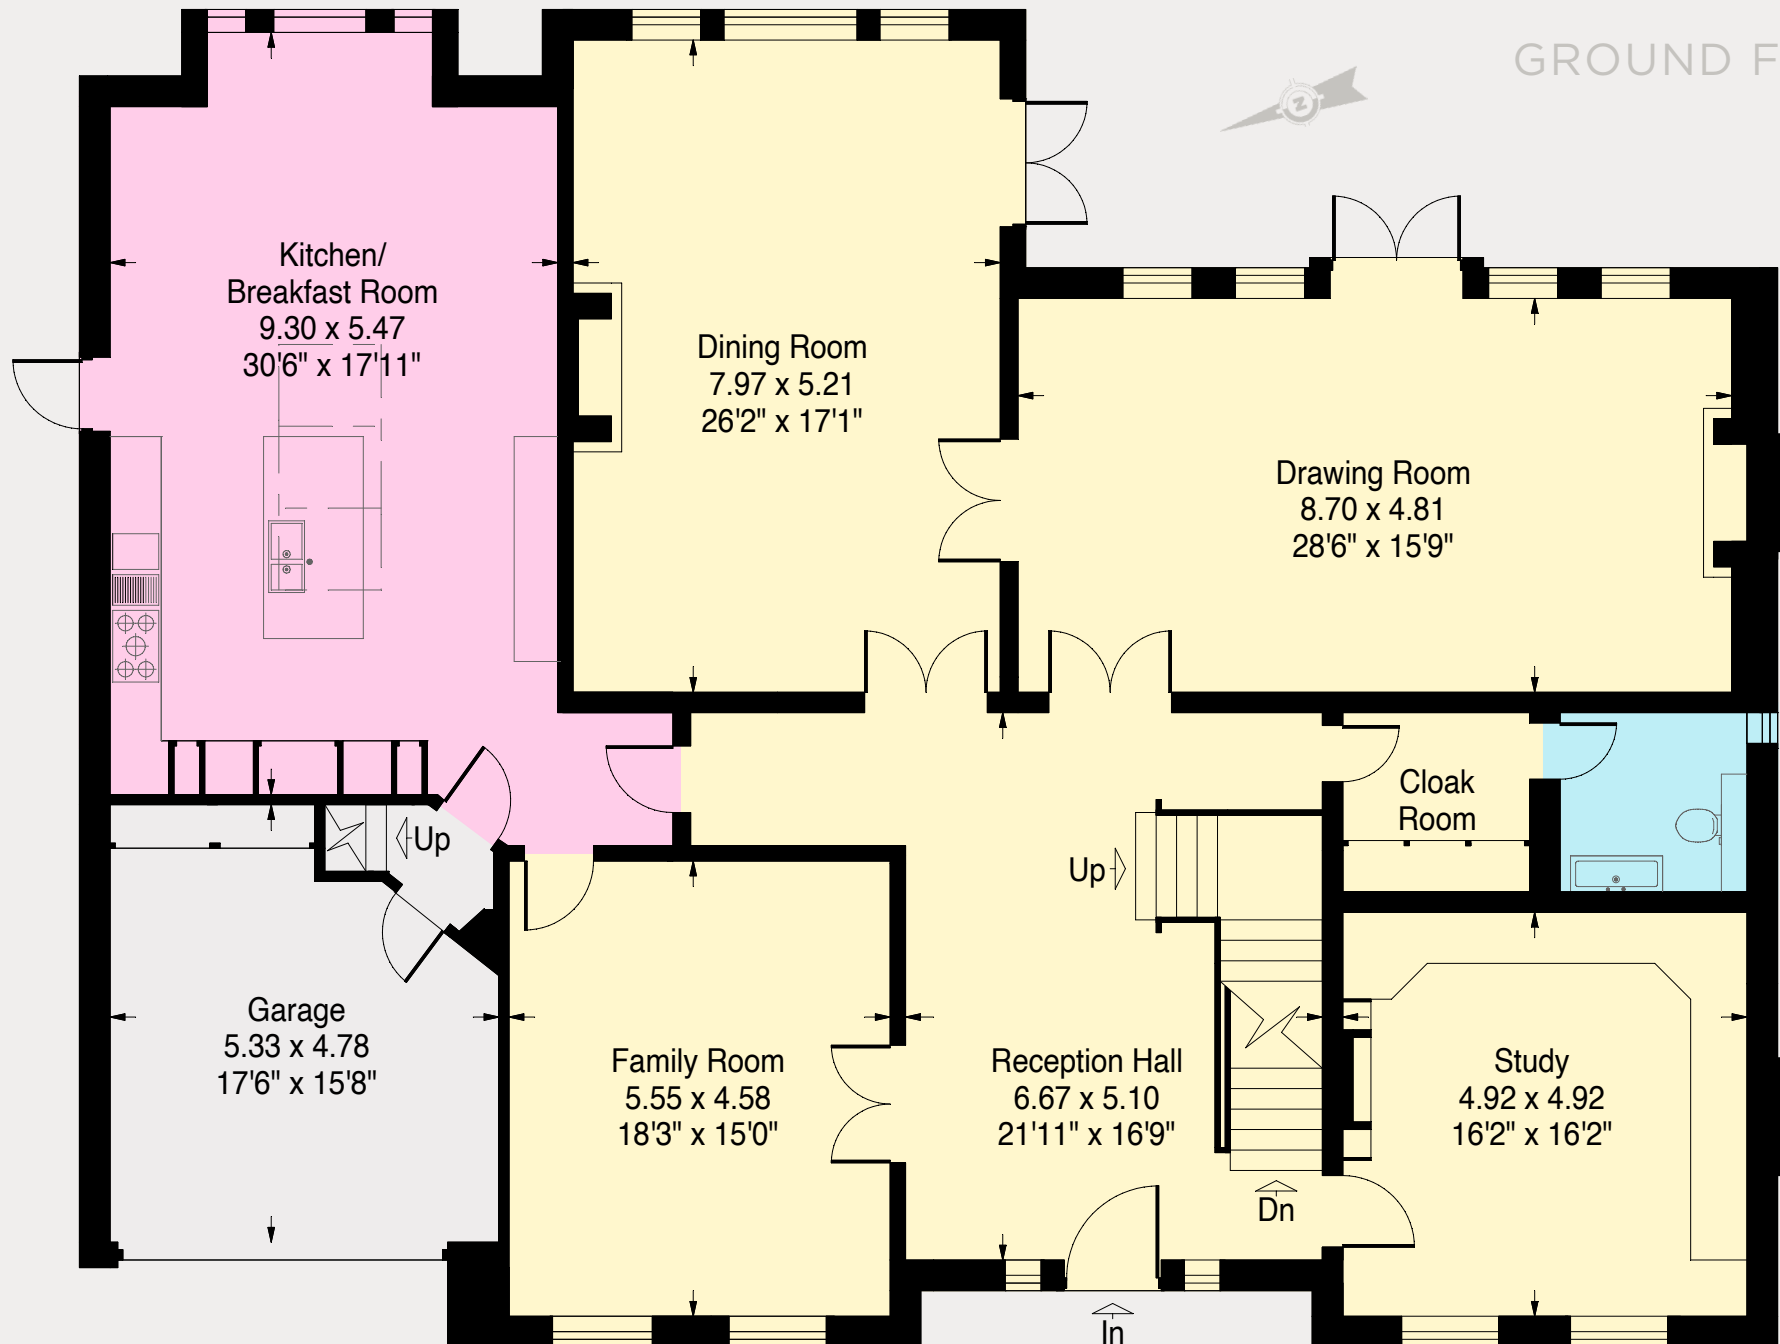 GROUND F
N
Kitchen/
Breakfast Room
9.30 x 5.47
30'6" x 17'11"
Dining Room
7.97 x 5.21
26'2" x 17'1"
Drawing Room
8.70 x 4.81
28'6" x 15'9"
Cloak
Room
Up
Up
Garage
5.33 x 4.78
17'6" x 15'8"
Family Room
5.55 x 4.58
18'3" x 15'0"
Reception Hall
6.67 x 5.10
21'11" x 16'9"
Study
4.92 x 4.92
16'2" x 16'2"
Dn
In